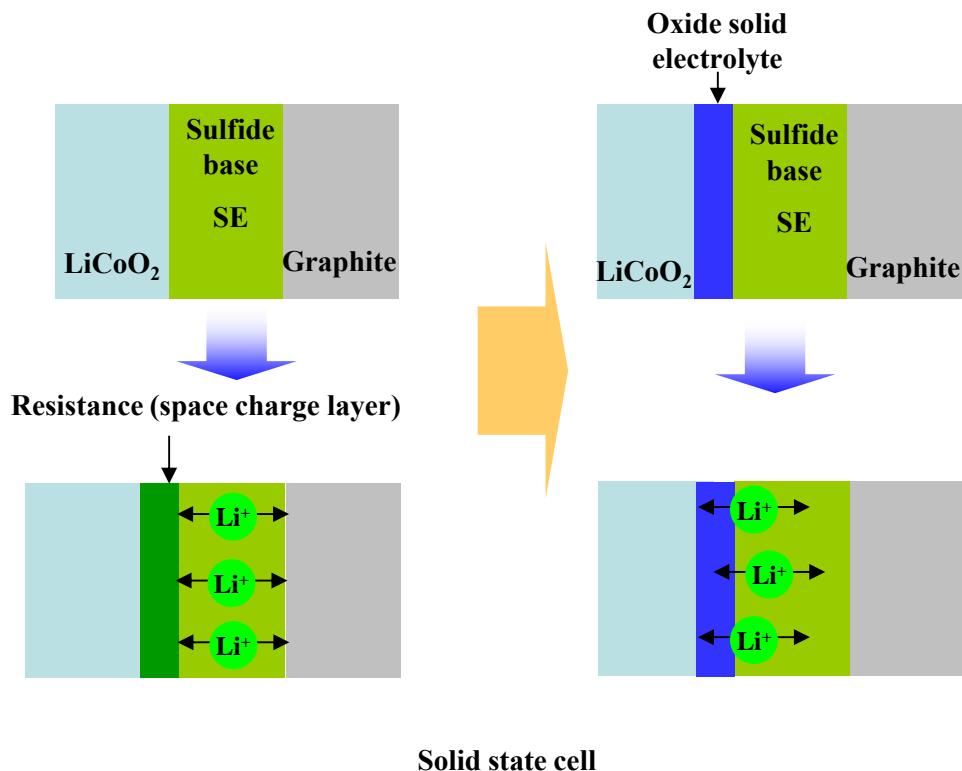 Oxide solid
electrolyte
Sulfide
base
SE
LiCoO₂
Graphite
Sulfide
base
SE
LiCoO₂
Graphite
Resistance (space charge layer)
Li⁺
Li⁺
Li⁺
Li⁺
Li⁺
Li⁺
Solid state cell